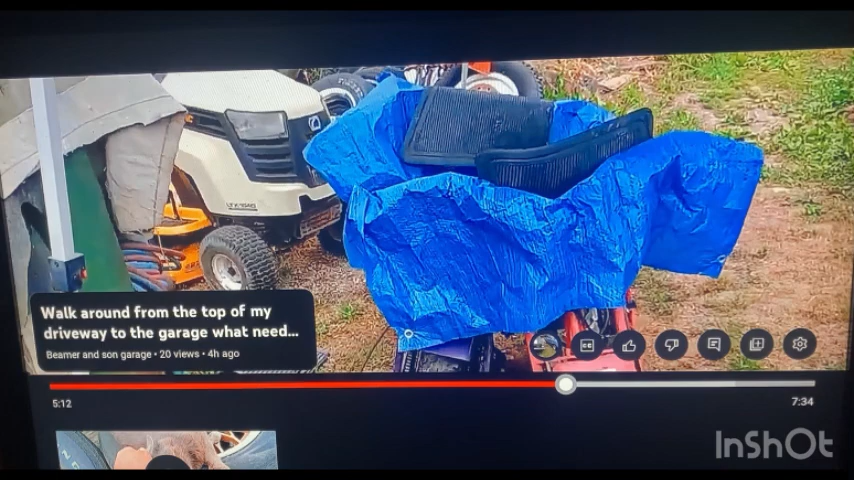 Walk around from the top of my
driveway to the garage what need...
Beamer and son garage • 20 views • 4h ago
CC
5:12
7:34
InShOt